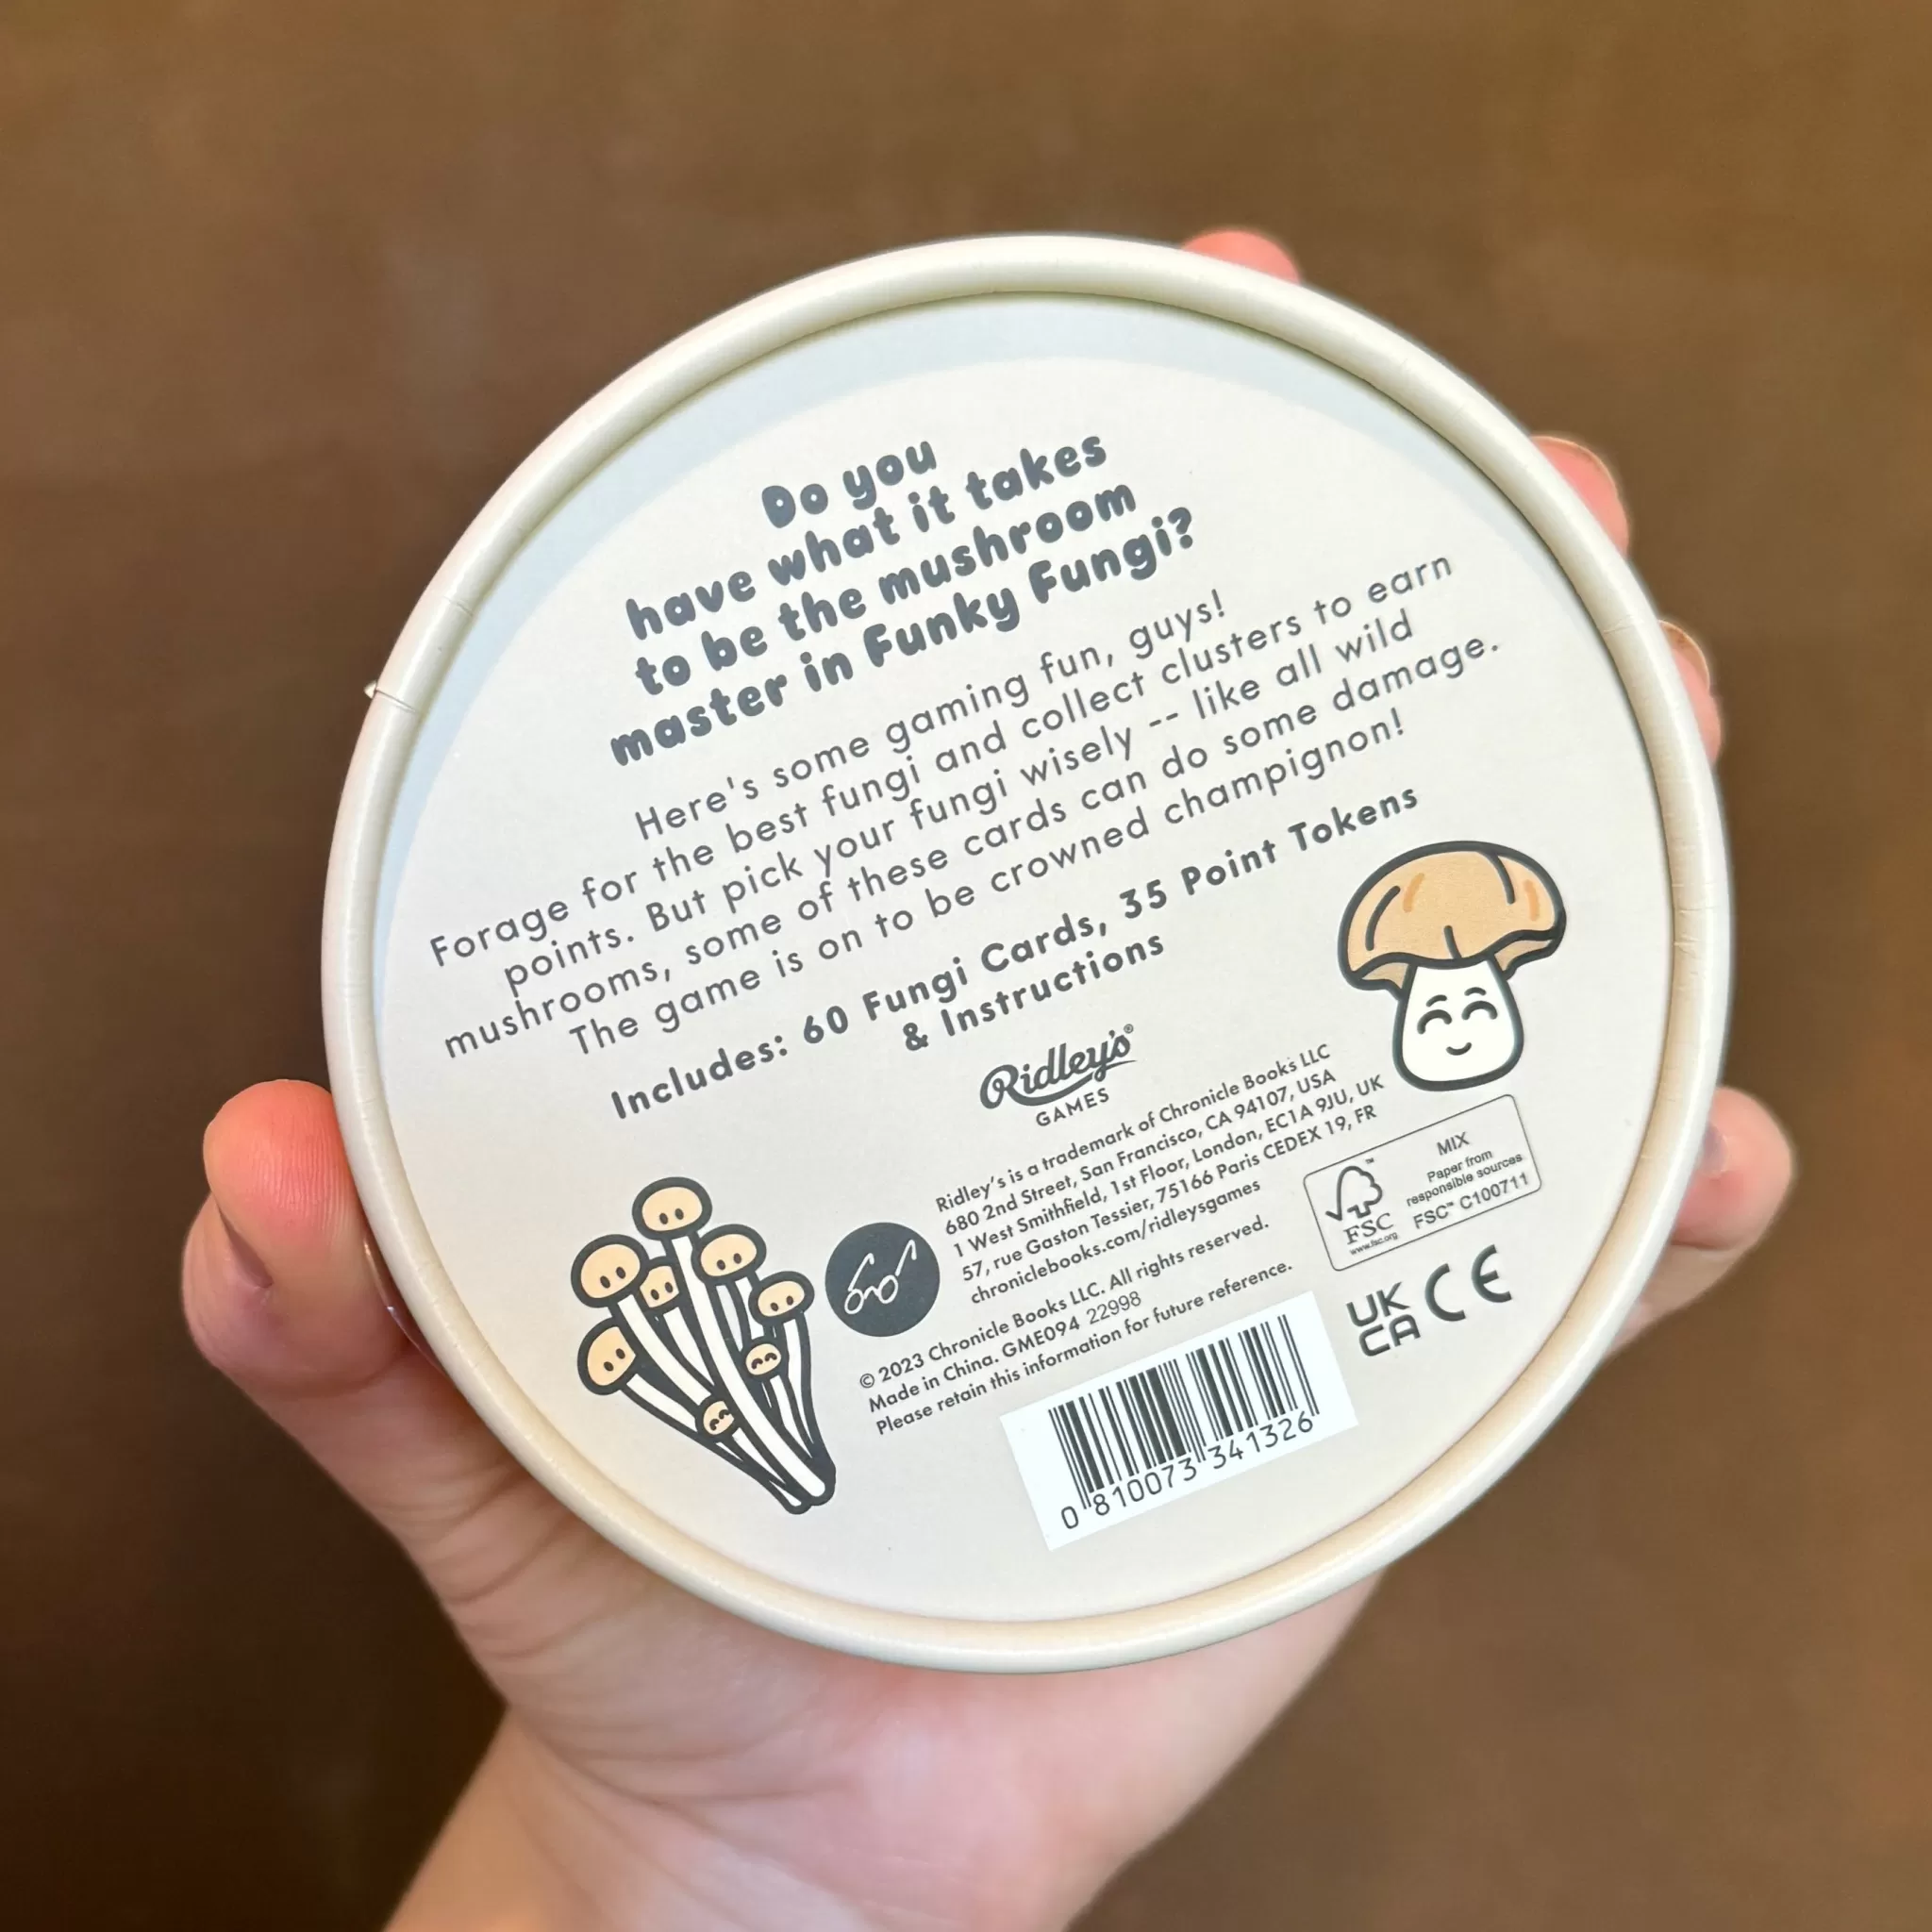 Do you
have what it takes
to be the mushroom
master in Funky Fungi?
Here's some gaming fun, guys!
Forage for the best fungi and collect clusters to earn
points. But pick your fungi wisely -- like all wild
mushrooms, some of these cards can do some damage.
The game is on to be crowned champignon!
Includes: 60 Fungi Cards, 35 Point Tokens
& Instructions
Ridley's®
GAMES
Ridley's is a trademark of Chronicle Books LLC
680 2nd Street, San Francisco, CA 94107, USA
1 West Smithfield, 1st Floor, London, EC1A 9JU, UK
57, rue Gaston Tessier, 75166 Paris CEDEX 19, FR
chroniclebooks.com/ridleysgames
© 2023 Chronicle Books LLC. All rights reserved.
Made in China. GME094 22998
Please retain this information for future reference.
FSC™
www.fsc.org
MIX
Paper from
responsible sources
FSC™ C100711
UK
CA
CE
0 810073 341326